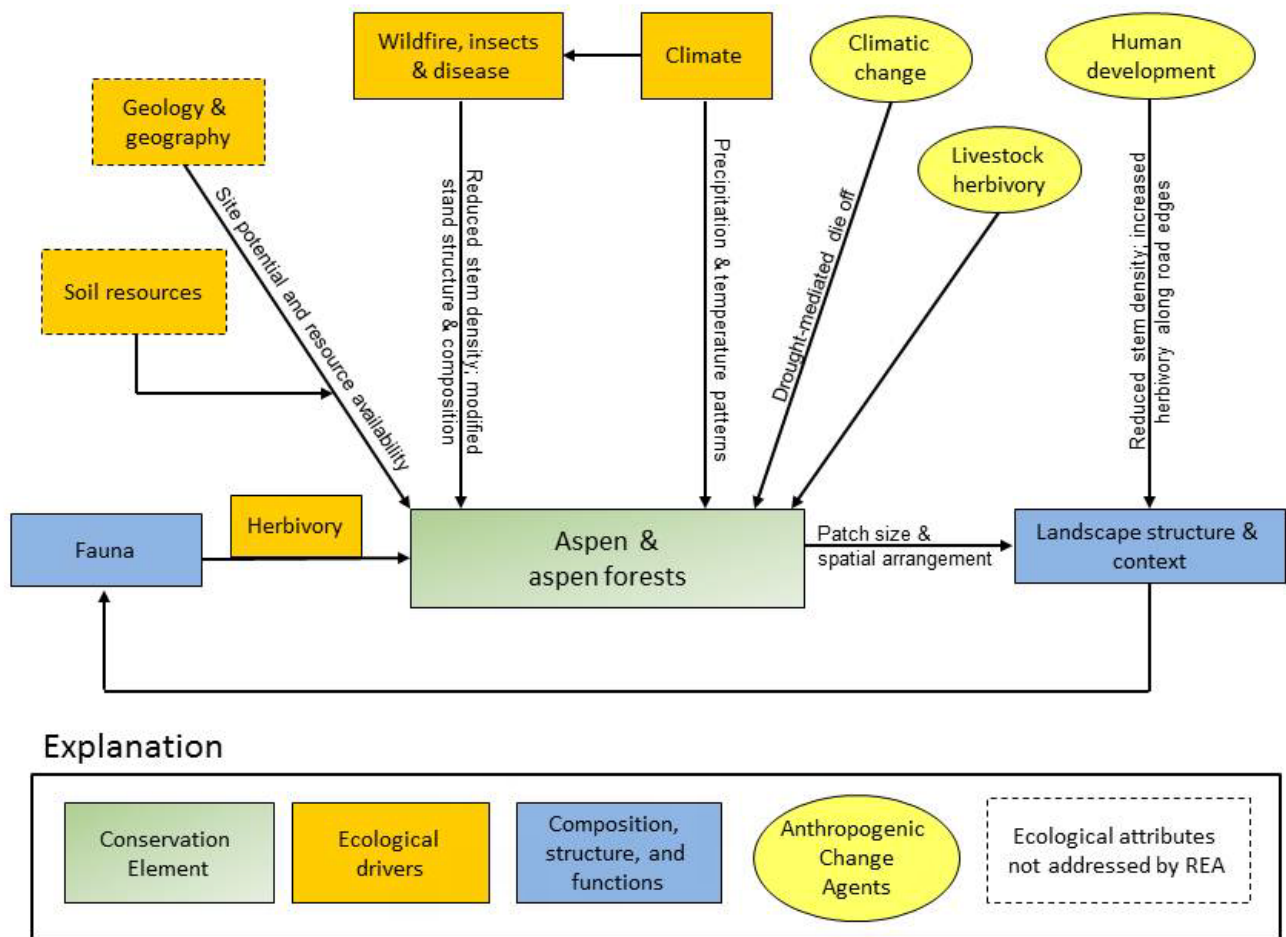 Wildfire, insects
& disease
Climate
Climatic
change
Human
development
Geology &
geography
Livestock
herbivory
Soil resources
Site potential and resource availability
Reduced stem density; modified
stand structure & composition
Precipitation & temperature patterns
Drought-mediated die off
Reduced stem density; increased
herbivory along road edges
Fauna
Herbivory
Aspen &
aspen forests
Patch size &
spatial arrangement
Landscape structure &
context
Explanation
Conservation
Element
Ecological
drivers
Composition,
structure, and
functions
Anthropogenic
Change
Agents
Ecological attributes
not addressed by REA